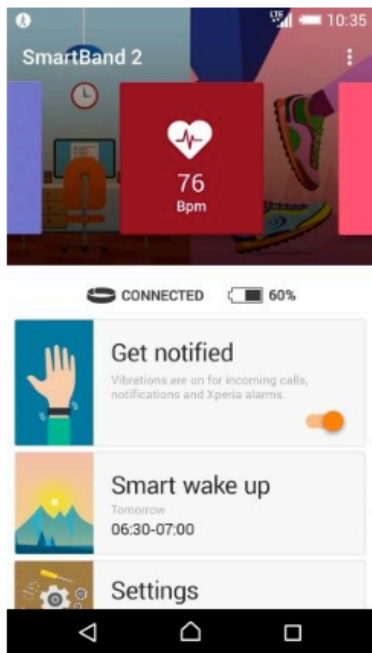 LTE
10:35
SmartBand 2
76
Bpm
CONNECTED 60%
Get notified
Vibrations are on for incoming calls,
notifications and Xperia alarms.
Smart wake up
Tomorrow
06:30-07:00
Settings